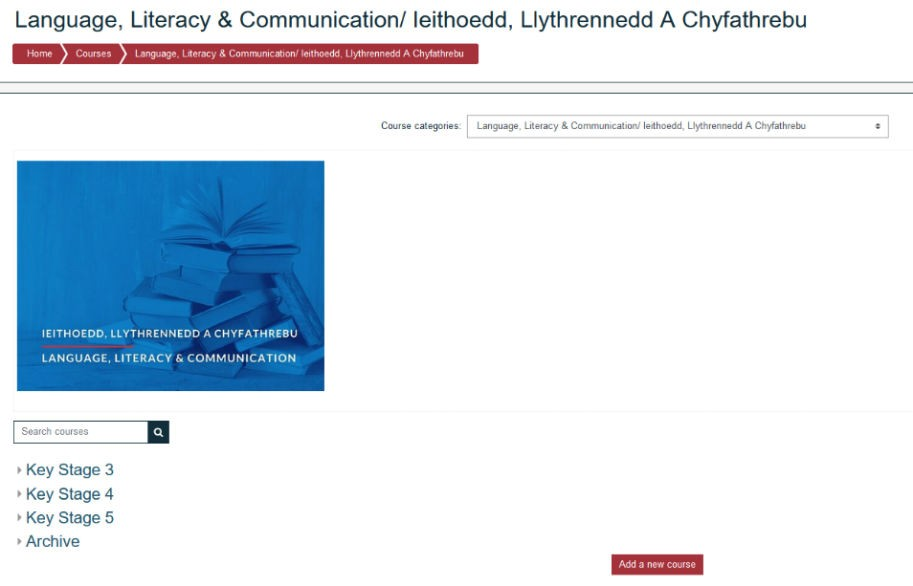 Language, Literacy & Communication/ Ieithoedd, Llythrennedd A Chyfathrebu
Home Courses Language, Literacy & Communication/ Ieithoedd, Llythrennedd A Chyfathrebu
Course categories: Language, Literacy & Communication/ Ieithoedd, Llythrennedd A Chyfathrebu
IEITHOEDD, LLYTHRENNEDD A CHYFATHREBU
LANGUAGE, LITERACY & COMMUNICATION
Search courses
Key Stage 3
Key Stage 4
Key Stage 5
Archive
Add a new course